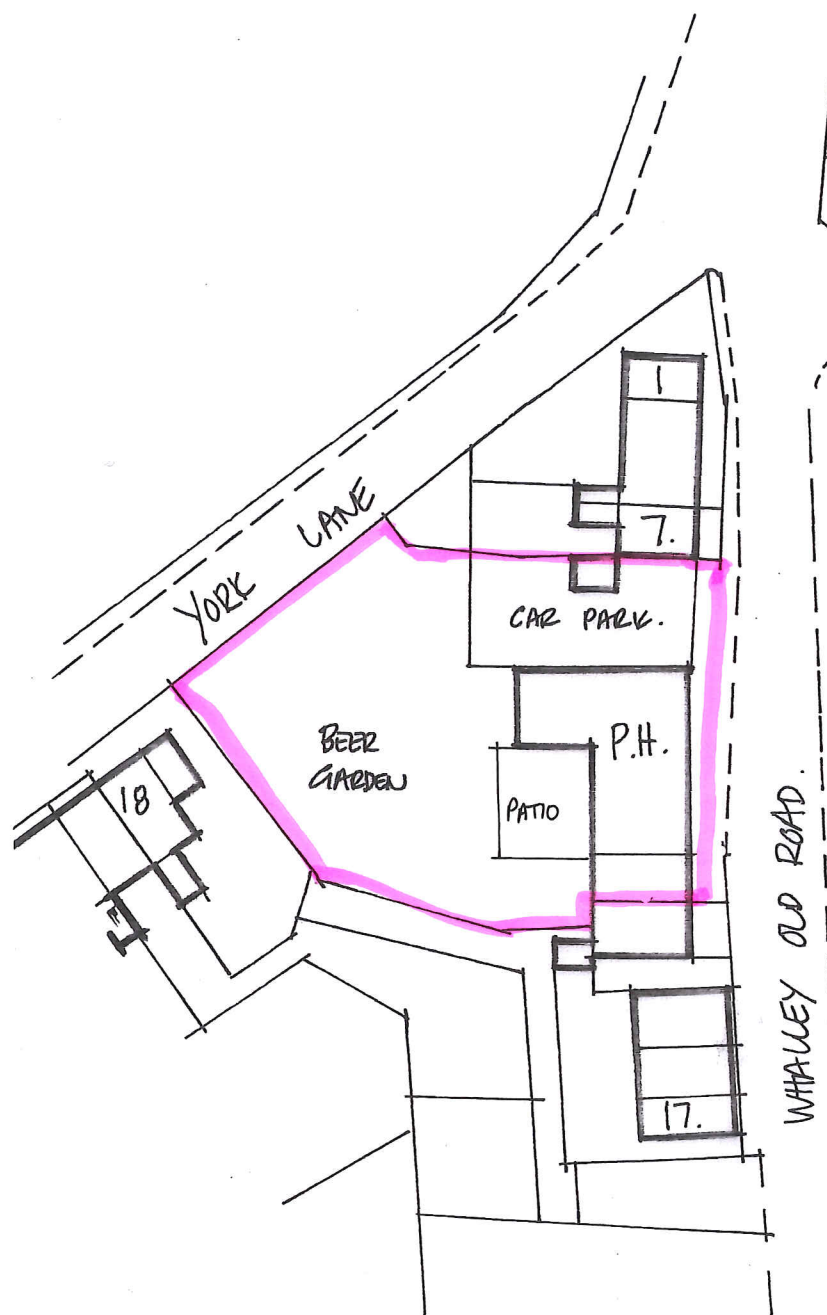 1
7.
YORK LANE
CAR PARK.
P.H.
BEER
GARDEN
PATIO
18
WHALLEY OLD ROAD.
17.